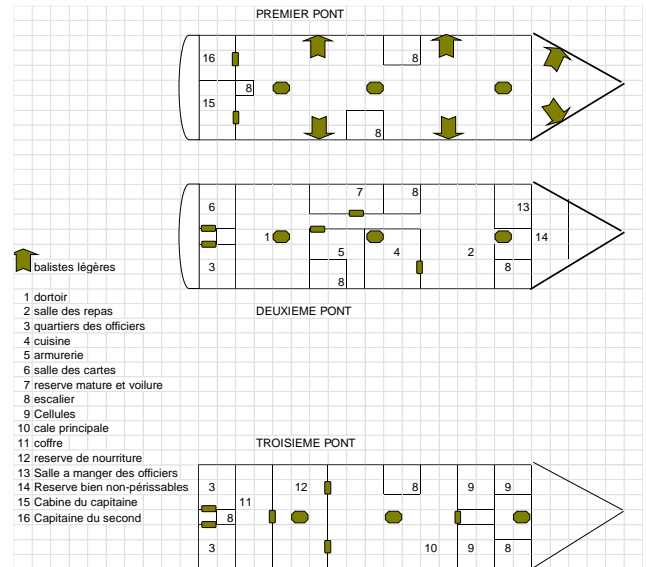 PREMIER PONT
16
8
8
15
8
7
8
6
13
1
14
5
4
2
3
8
8
balistes légères
1 dortoir
2 salle des repas
DEUXIEME PONT
3 quartiers des officiers
4 cuisine
5 armurerie
6 salle des cartes
7 reserve mature et voilure
8 escalier
9 Cellules
10 cale principale
11 coffre
TROISIEME PONT
12 reserve de nourriture
13 Salle a manger des officiers
14 Reserve bien non-périssables
15 Cabine du capitaine
16 Capitaine du second
3
12
8
9
9
11
8
3
10
9
8